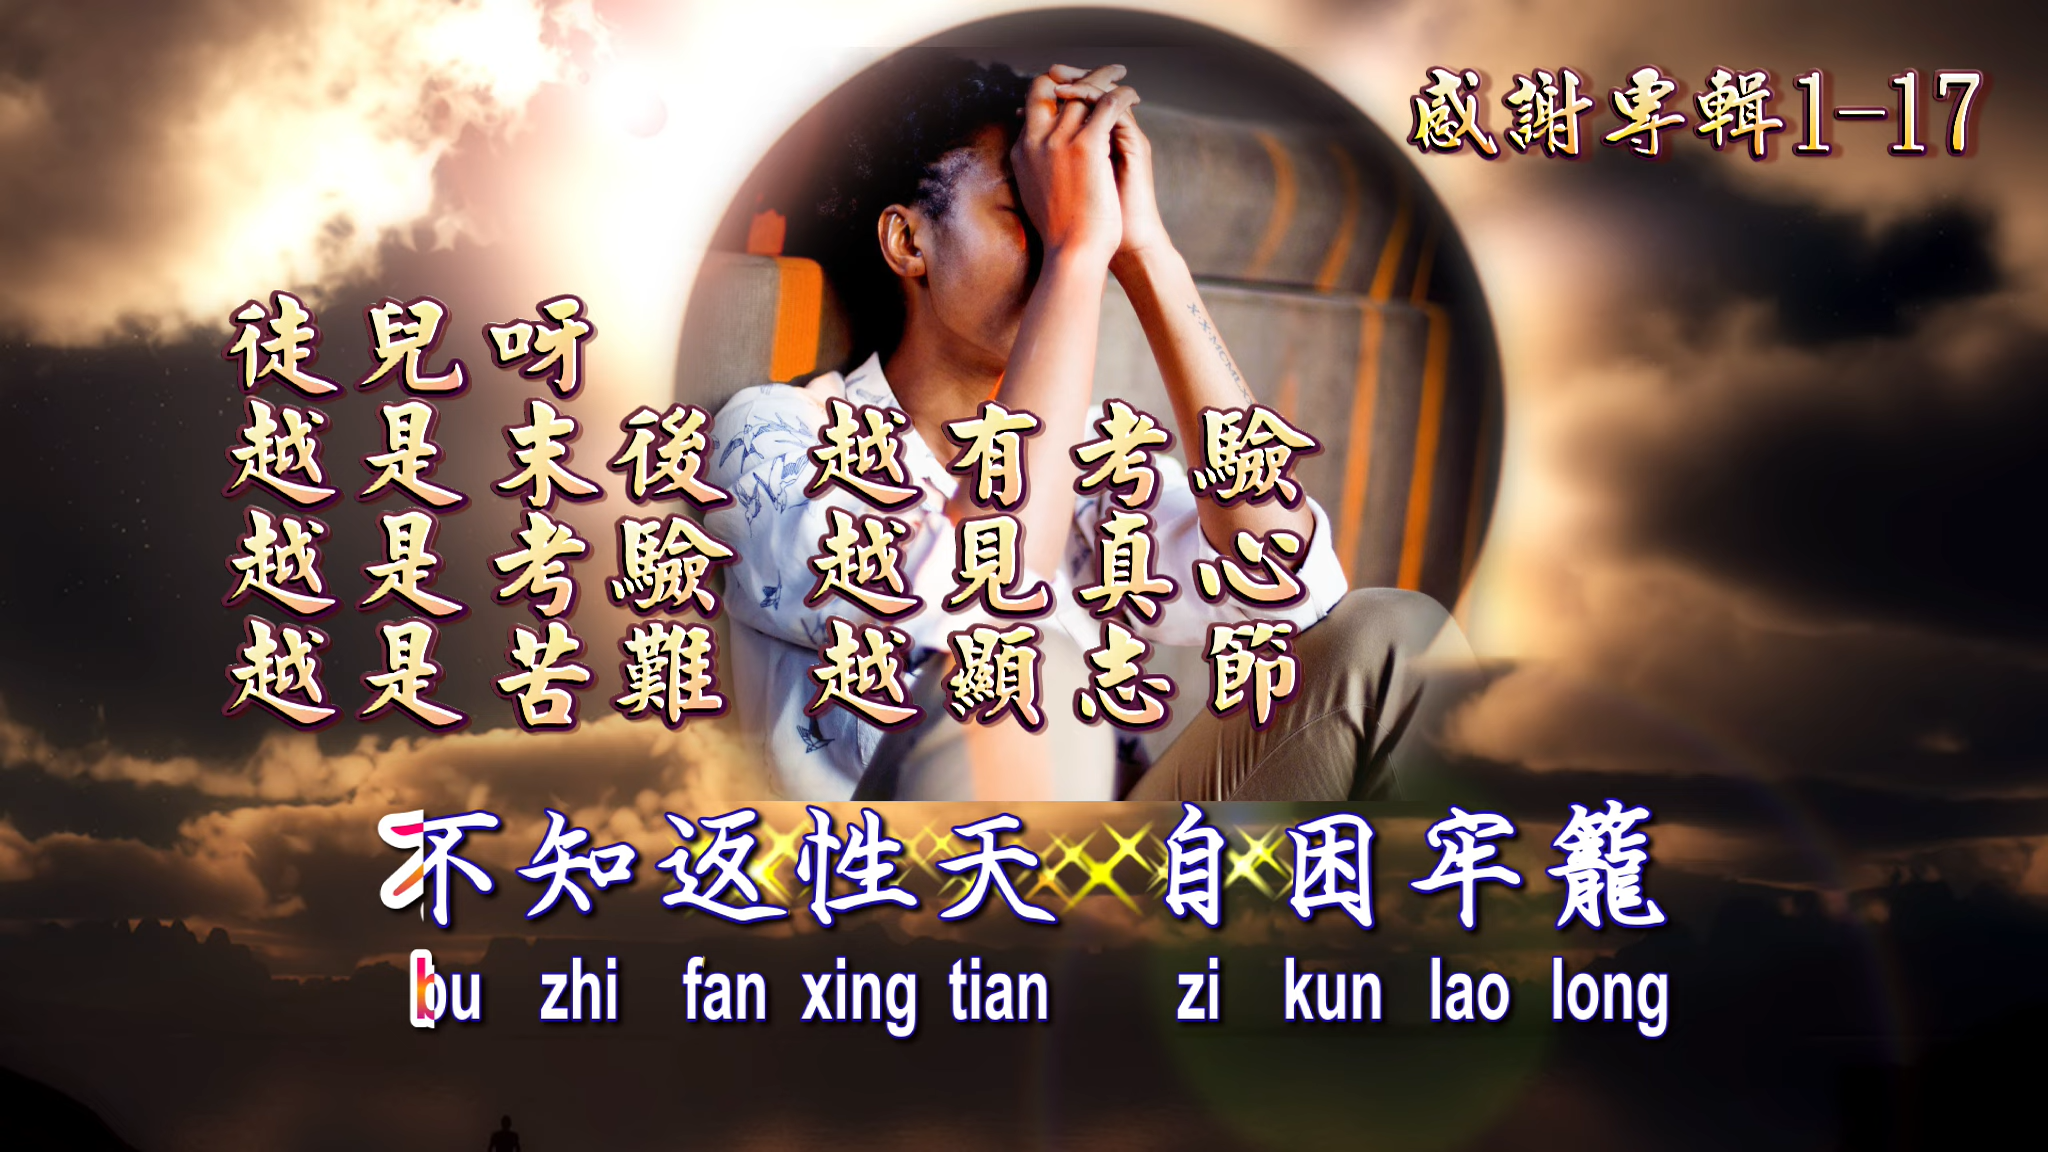 感謝專輯1-17
徒兒呀
越是末後 越有考驗
越是考驗 越見真心
越是苦難 越顯志節
不知返性天 自困牢籠
bu zhi fan xing tian zi kun lao long